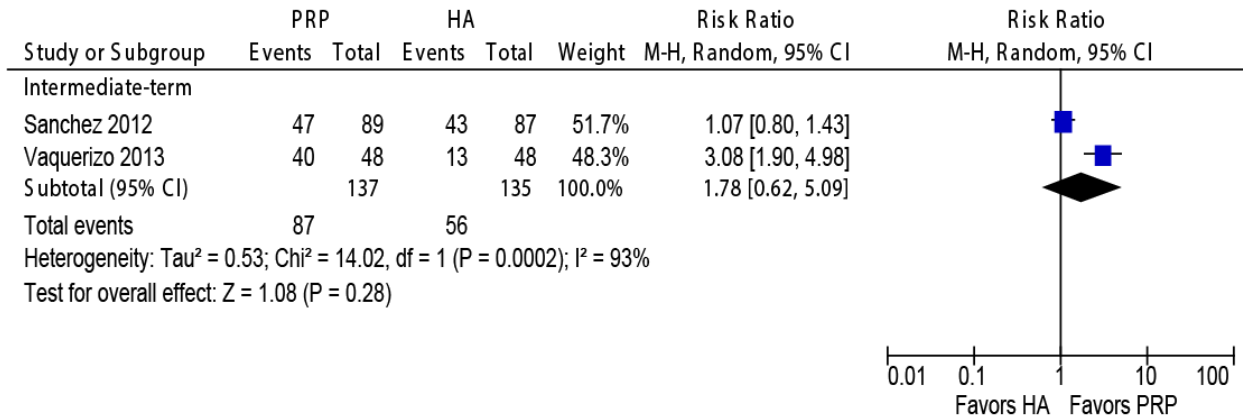 PRP HA Risk Ratio Risk Ratio
Study or Subgroup Events Total Events Total Weight M-H, Random, 95% CI M-H, Random, 95% CI
Intermediate-term
Sanchez 2012 47 89 43 87 51.7% 1.07 [0.80, 1.43]
Vaquerizo 2013 40 48 13 48 48.3% 3.08 [1.90, 4.98]
Subtotal (95% CI) 137 135 100.0% 1.78 [0.62, 5.09]
Total events 87 56
Heterogeneity: Tau² = 0.53; Chi² = 14.02, df = 1 (P = 0.0002); I² = 93%
Test for overall effect: Z = 1.08 (P = 0.28)
0.01 0.1 1 10 100
Favors HA Favors PRP